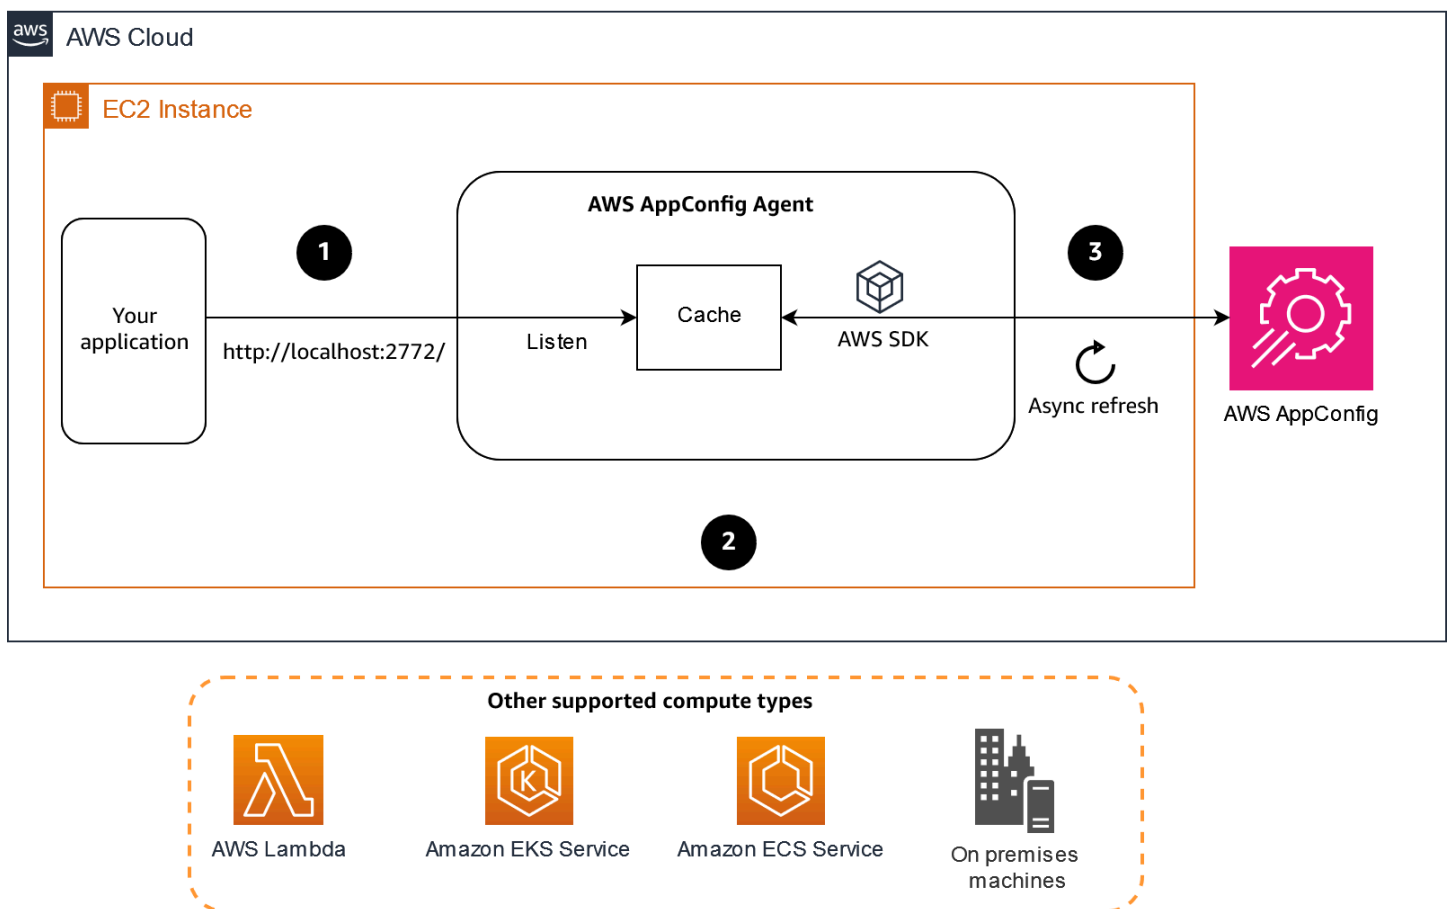 aws
AWS Cloud
EC2 Instance
AWS AppConfig Agent
1
3
Your
application
http://localhost:2772/
Listen
Cache
AWS SDK
Async refresh
AWS AppConfig
2
Other supported compute types
K
AWS Lambda
Amazon EKS Service
Amazon ECS Service
On premises
machines